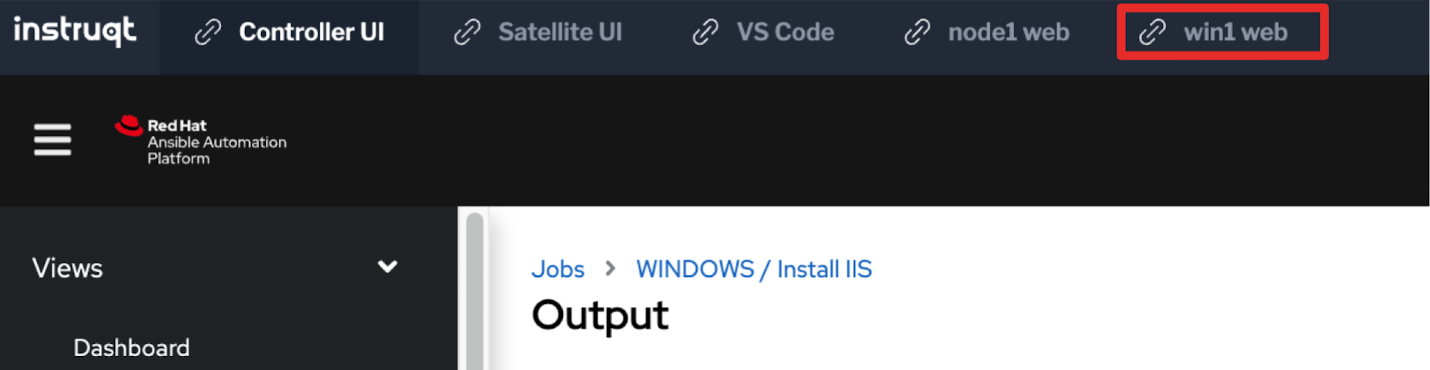 instruqt Controller UI Satellite UI VS Code node1 web win1 web
Red Hat
Ansible Automation
Platform
Views
Jobs > WINDOWS / Install IIS
Output
Dashboard